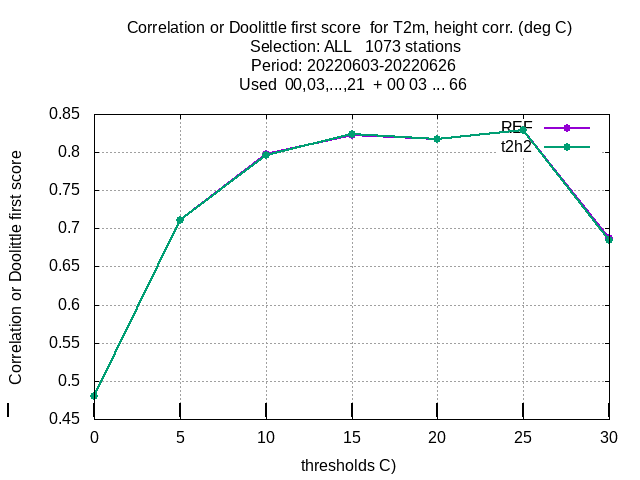 Correlation or Doolittle first score  for T2m, height corr. (deg C)
Selection: ALL   1073 stations
Period: 20220603-20220626
Used  00,03,...,21  + 00 03 ... 66
Correlation or Doolittle first score
0.85
0.8
0.75
0.7
0.65
0.6
0.55
0.5
0.45
REF
t2h2
0 5 10 15 20 25 30
thresholds C)